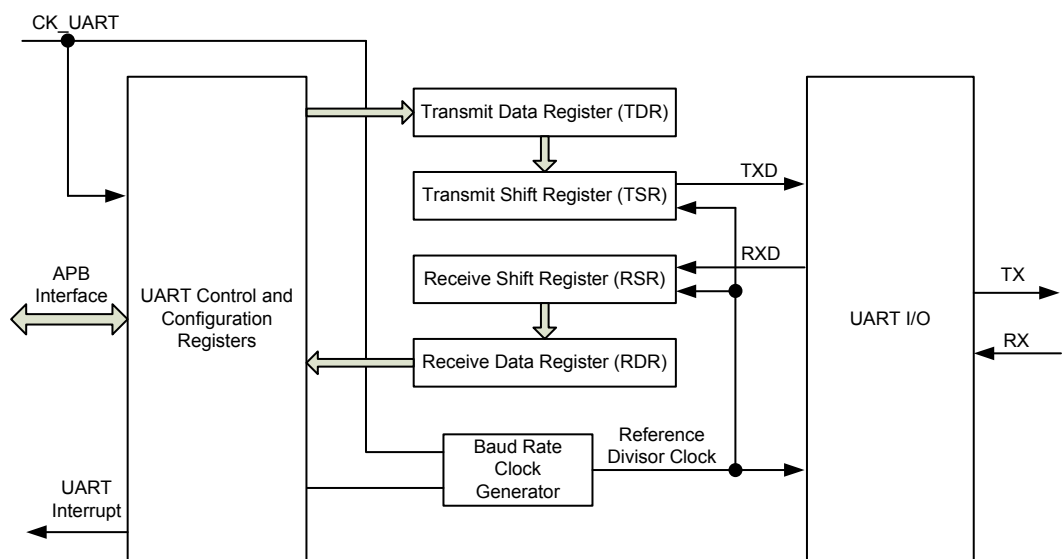 CK_UART
Transmit Data Register (TDR)
Transmit Shift Register (TSR)
TXD
Receive Shift Register (RSR)
RXD
Receive Data Register (RDR)
APB
Interface
UART Control and
Configuration
Registers
UART I/O
TX
RX
Baud Rate
Clock
Generator
Reference
Divisor Clock
UART
Interrupt